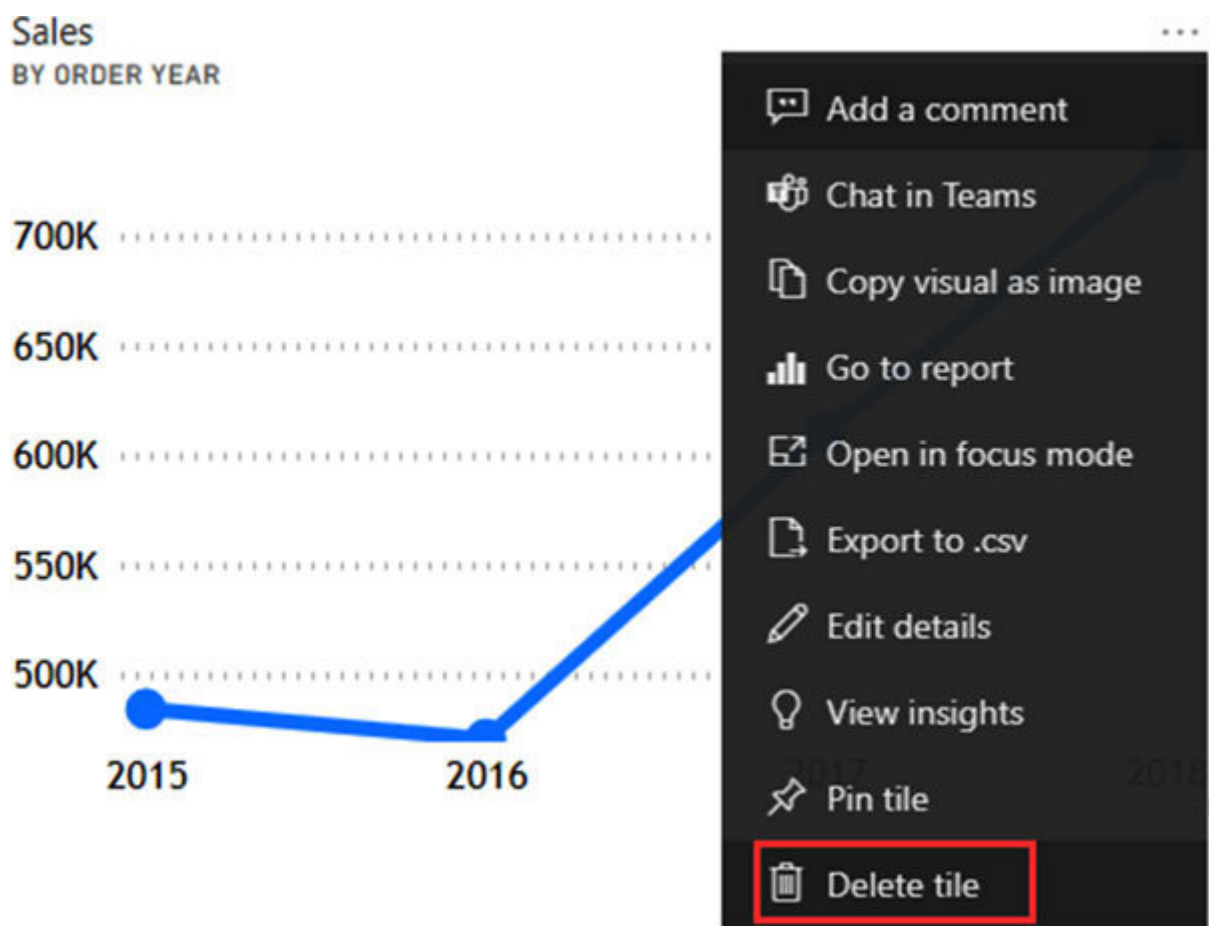 Sales
BY ORDER YEAR
...
Add a comment
Chat in Teams
700K
Copy visual as image
650K
Go to report
600K
Open in focus mode
Export to .csv
550K
Edit details
500K
View insights
2015 2016 2017 2018
Pin tile
Delete tile